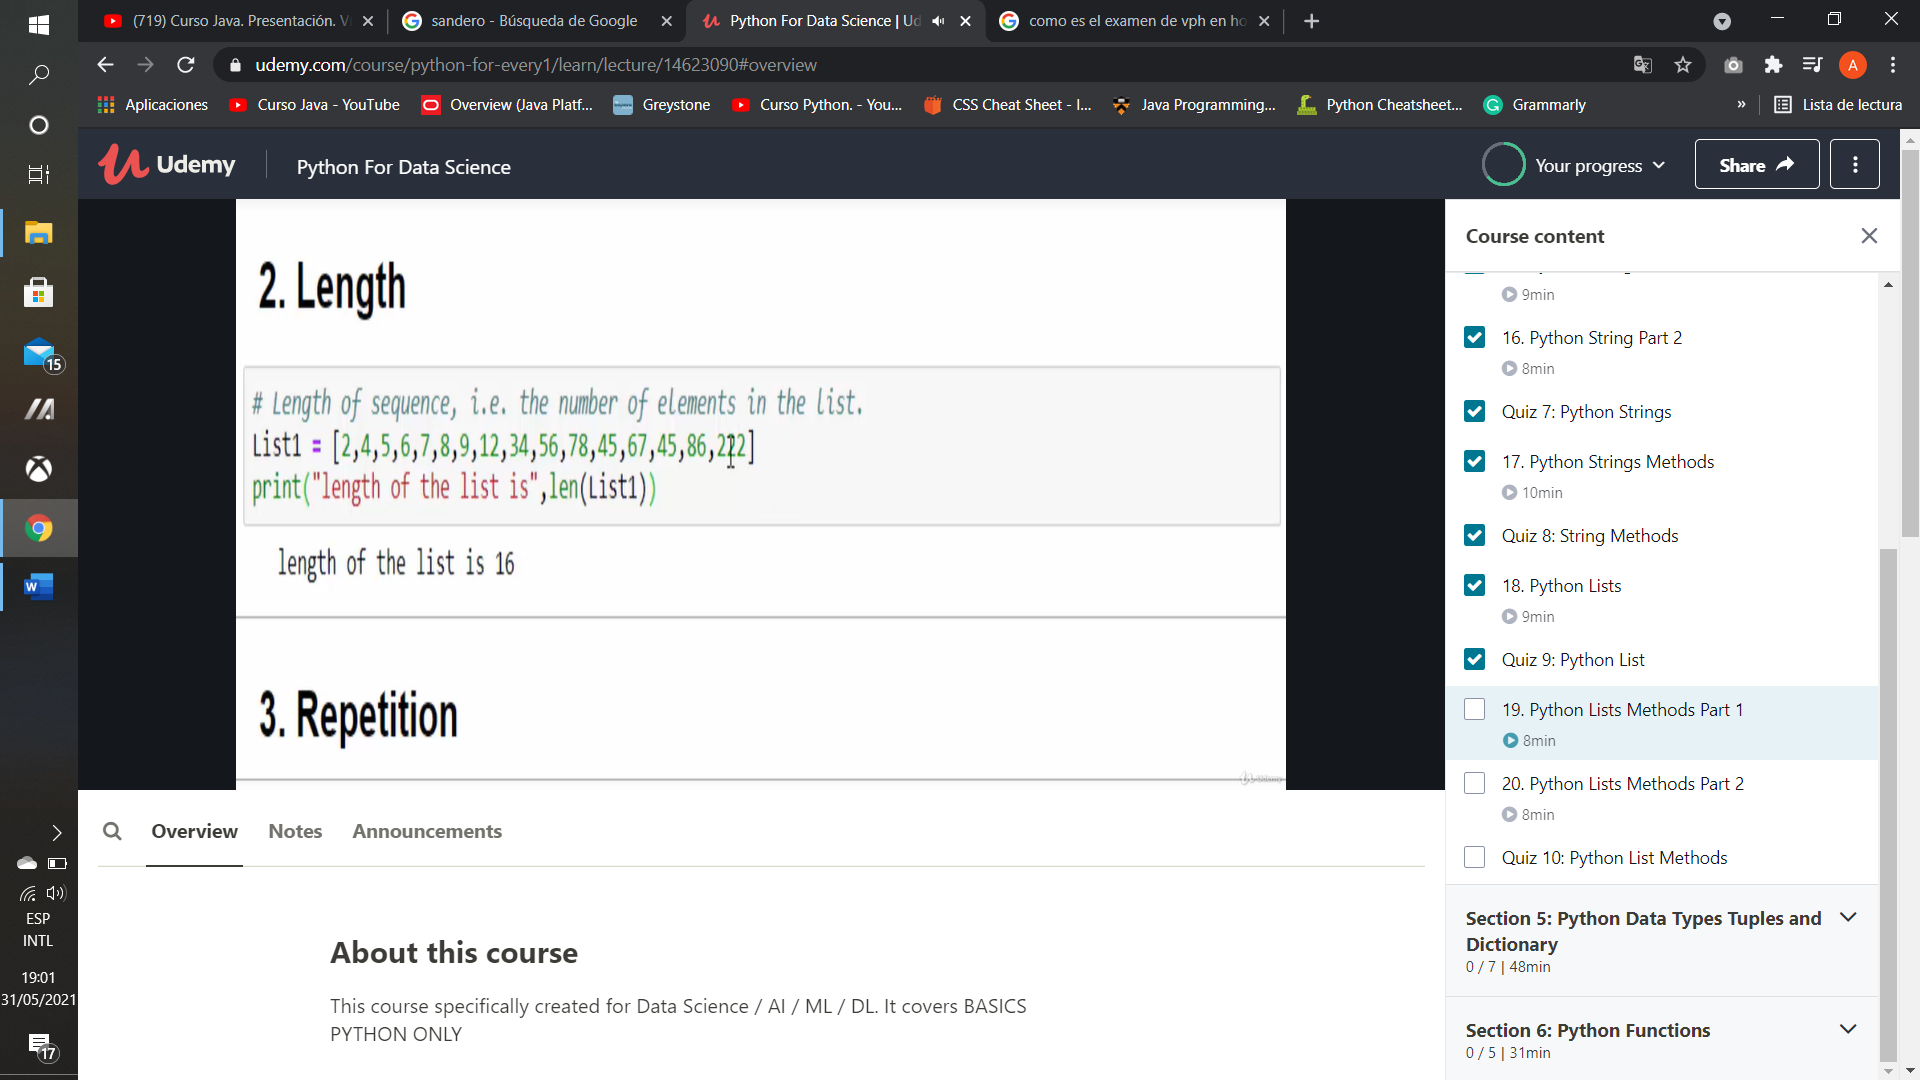 (719) Curso Java. Presentación. V
sandero - Búsqueda de Google
Python For Data Science | Ud
como es el examen de vph en ho
udemy.com/course/python-for-every1/learn/lecture/14623090#overview
A
Aplicaciones
Curso Java - YouTube
Overview (Java Platf...
Greystone
Curso Python. - You...
CSS Cheat Sheet - I...
Java Programming...
Python Cheatsheet...
Grammarly
»
Lista de lectura
Udemy
Python For Data Science
Your progress
Share
2. Length
# Length of sequence, i.e. the number of elements in the list.
List1 = [2,4,5,6,7,8,9,12,34,56,78,45,67,45,86,222]
print("length of the list is",len(List1))
length of the list is 16
3. Repetition
Udemy
Course content
9min
16. Python String Part 2
8min
Quiz 7: Python Strings
17. Python Strings Methods
10min
Quiz 8: String Methods
18. Python Lists
9min
Quiz 9: Python List
19. Python Lists Methods Part 1
8min
20. Python Lists Methods Part 2
8min
Quiz 10: Python List Methods
Section 5: Python Data Types Tuples and
Dictionary
0 / 7 | 48min
Section 6: Python Functions
0 / 5 | 31min
Overview
Notes
Announcements
About this course
This course specifically created for Data Science / AI / ML / DL. It covers BASICS
PYTHON ONLY
15
W
ESP
INTL
19:01
31/05/2021
17